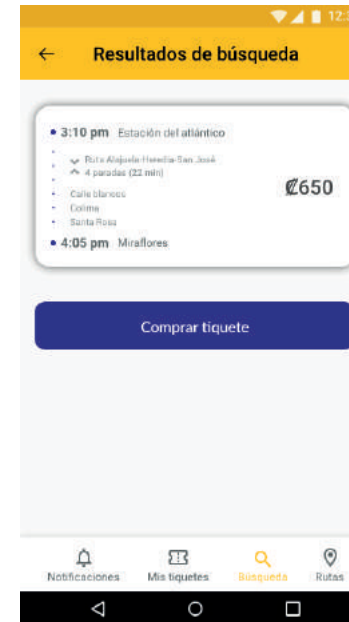 12:3
Resultados de búsqueda
3:10 pm Estación del atlántico
Ruta Alajuela-Heredia-San José
4 paradas (22 min)
Calle blancos
Colima
Santa Rosa
₡650
4:05 pm Miraflores
Comprar tiquete
Notificaciones Mis tiquetes Búsqueda Rutas